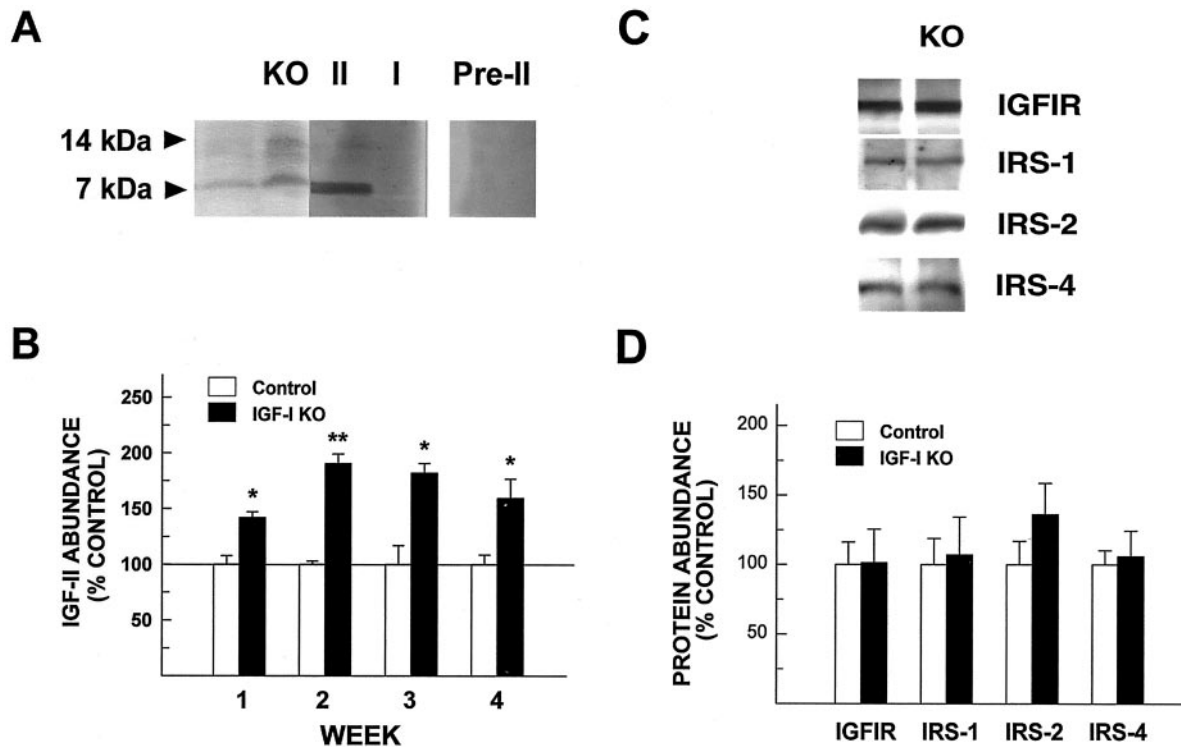 A
KO II I Pre-II
14 kDa
7 kDa
B
IGF-II ABUNDANCE
(% CONTROL)
250
200
150
100
50
Control
IGF-I KO
* ** * *
1 2 3 4
WEEK
C
KO
IGFIR
IRS-1
IRS-2
IRS-4
D
PROTEIN ABUNDANCE
(% CONTROL)
200
150
100
50
Control
IGF-I KO
IGFIR IRS-1 IRS-2 IRS-4